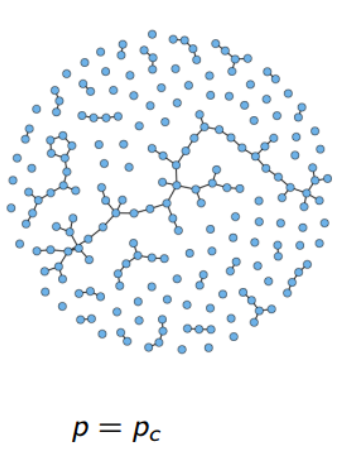 p = p_c